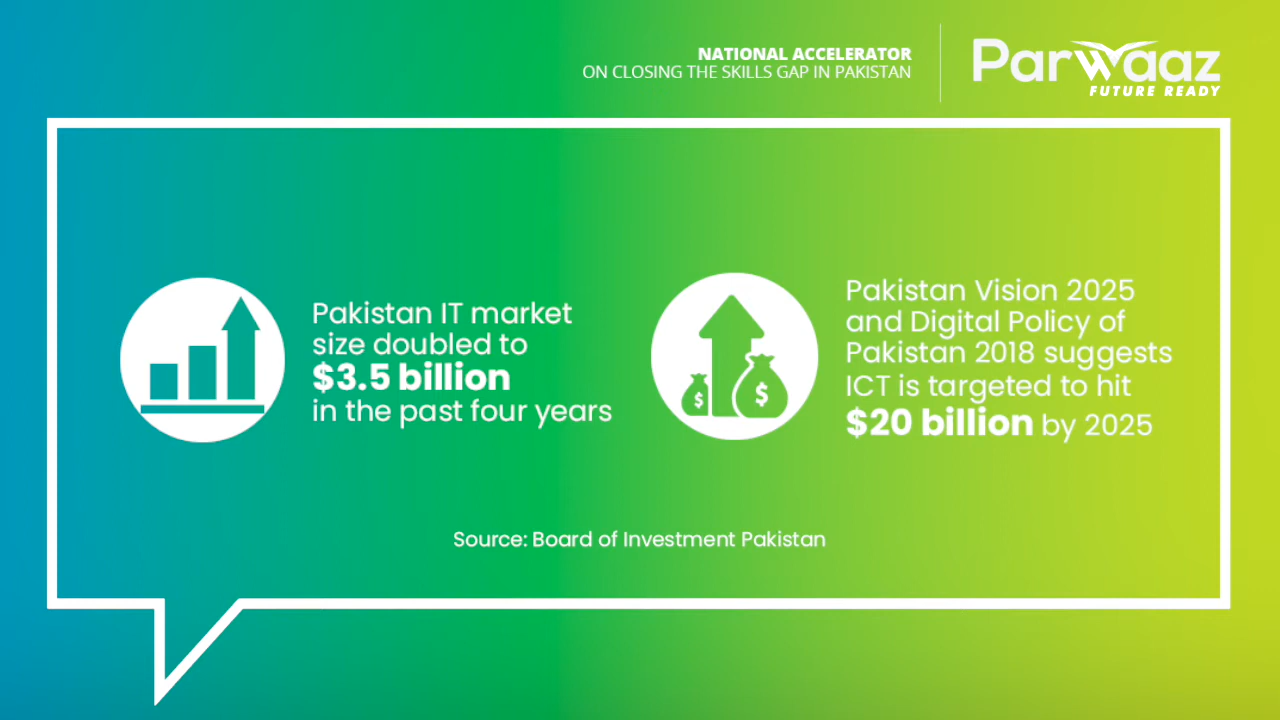 NATIONAL ACCELERATOR
ON CLOSING THE SKILLS GAP IN PAKISTAN
Parwaaz
FUTURE READY
Pakistan IT market
size doubled to
$3.5 billion
in the past four years
$
$
Pakistan Vision 2025
and Digital Policy of
Pakistan 2018 suggests
ICT is targeted to hit
$20 billion by 2025
Source: Board of Investment Pakistan